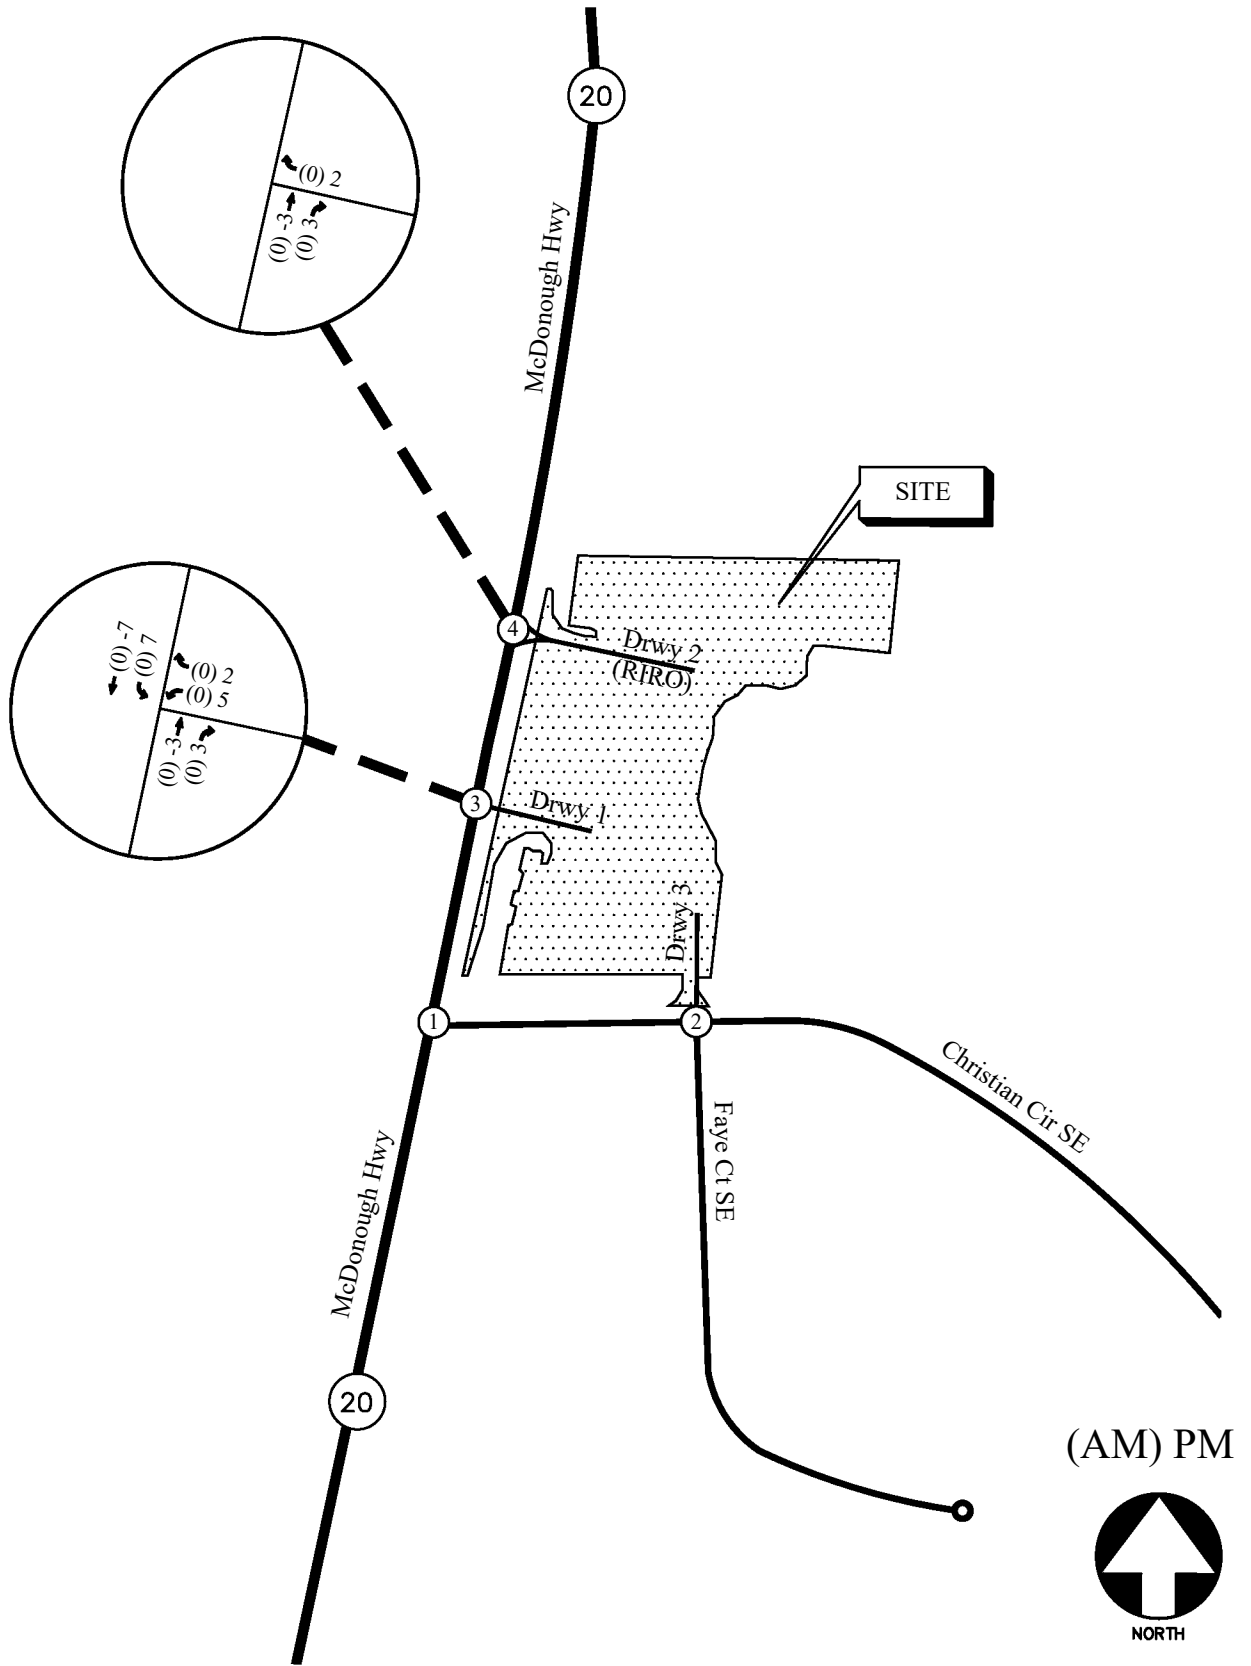 20
(0) 2
(0) -3
(0) 3
McDonough Hwy
SITE
4
Drwy 2
(RIRO)
(0) -7
(0) 7
(0) 2
(0) 5
(0) -3
(0) 3
3
Drwy 1
Drwy 3
1
2
Christian Cir SE
Faye Ct SE
McDonough Hwy
20
(AM) PM
NORTH